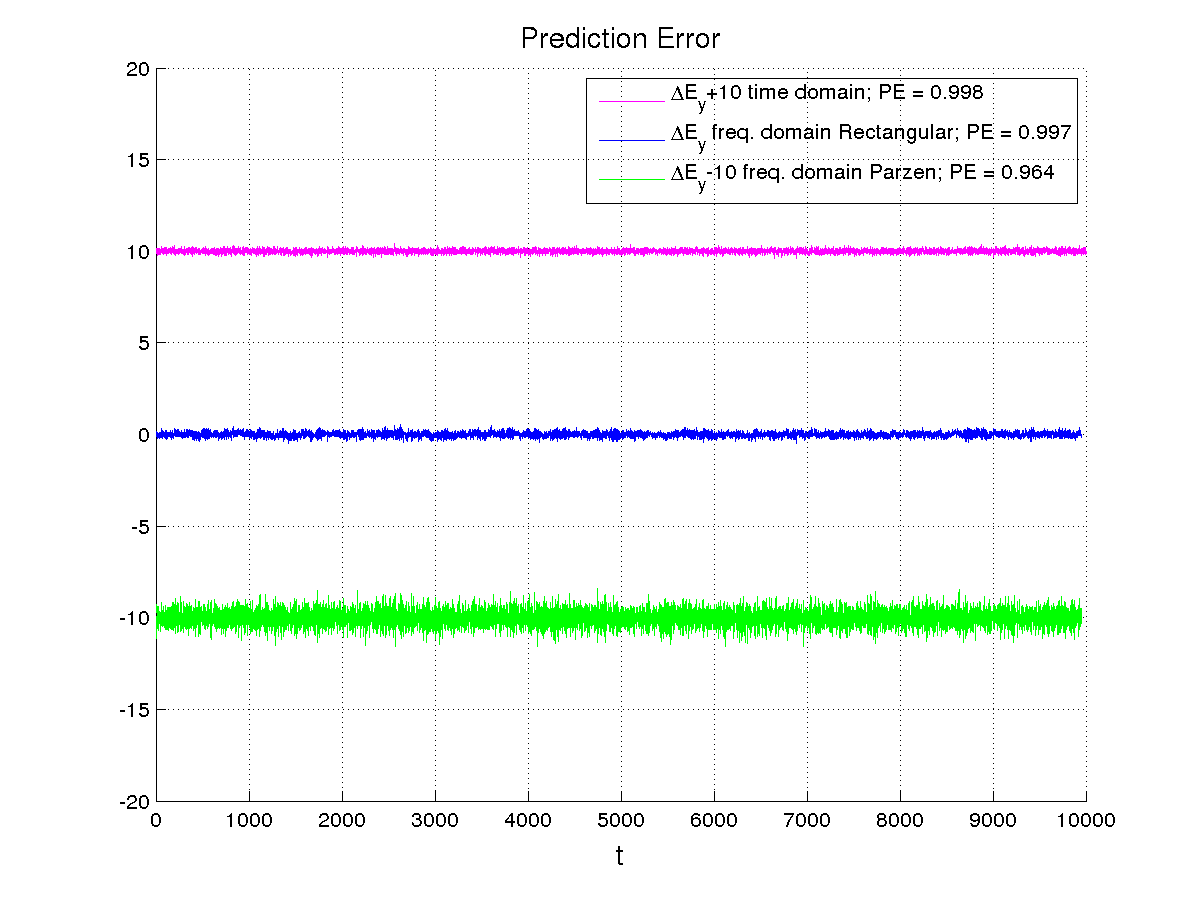 Prediction Error
20
15
10
5
0
-5
-10
-15
-20
ΔEy+10 time domain; PE = 0.998
ΔEy freq. domain Rectangular; PE = 0.997
ΔEy-10 freq. domain Parzen; PE = 0.964
0 1000 2000 3000 4000 5000 6000 7000 8000 9000 10000
t